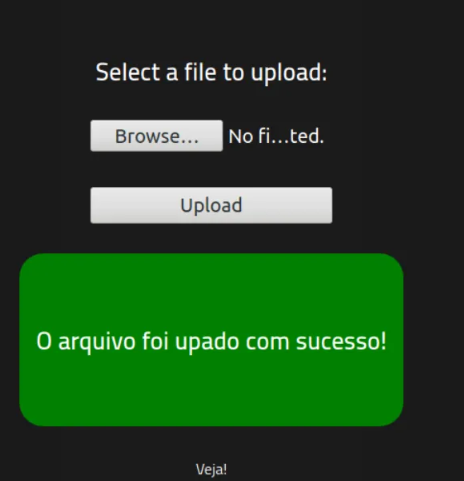 Select a file to upload:
Browse... No fi...ted.
Upload
O arquivo foi upado com sucesso!
Veja!